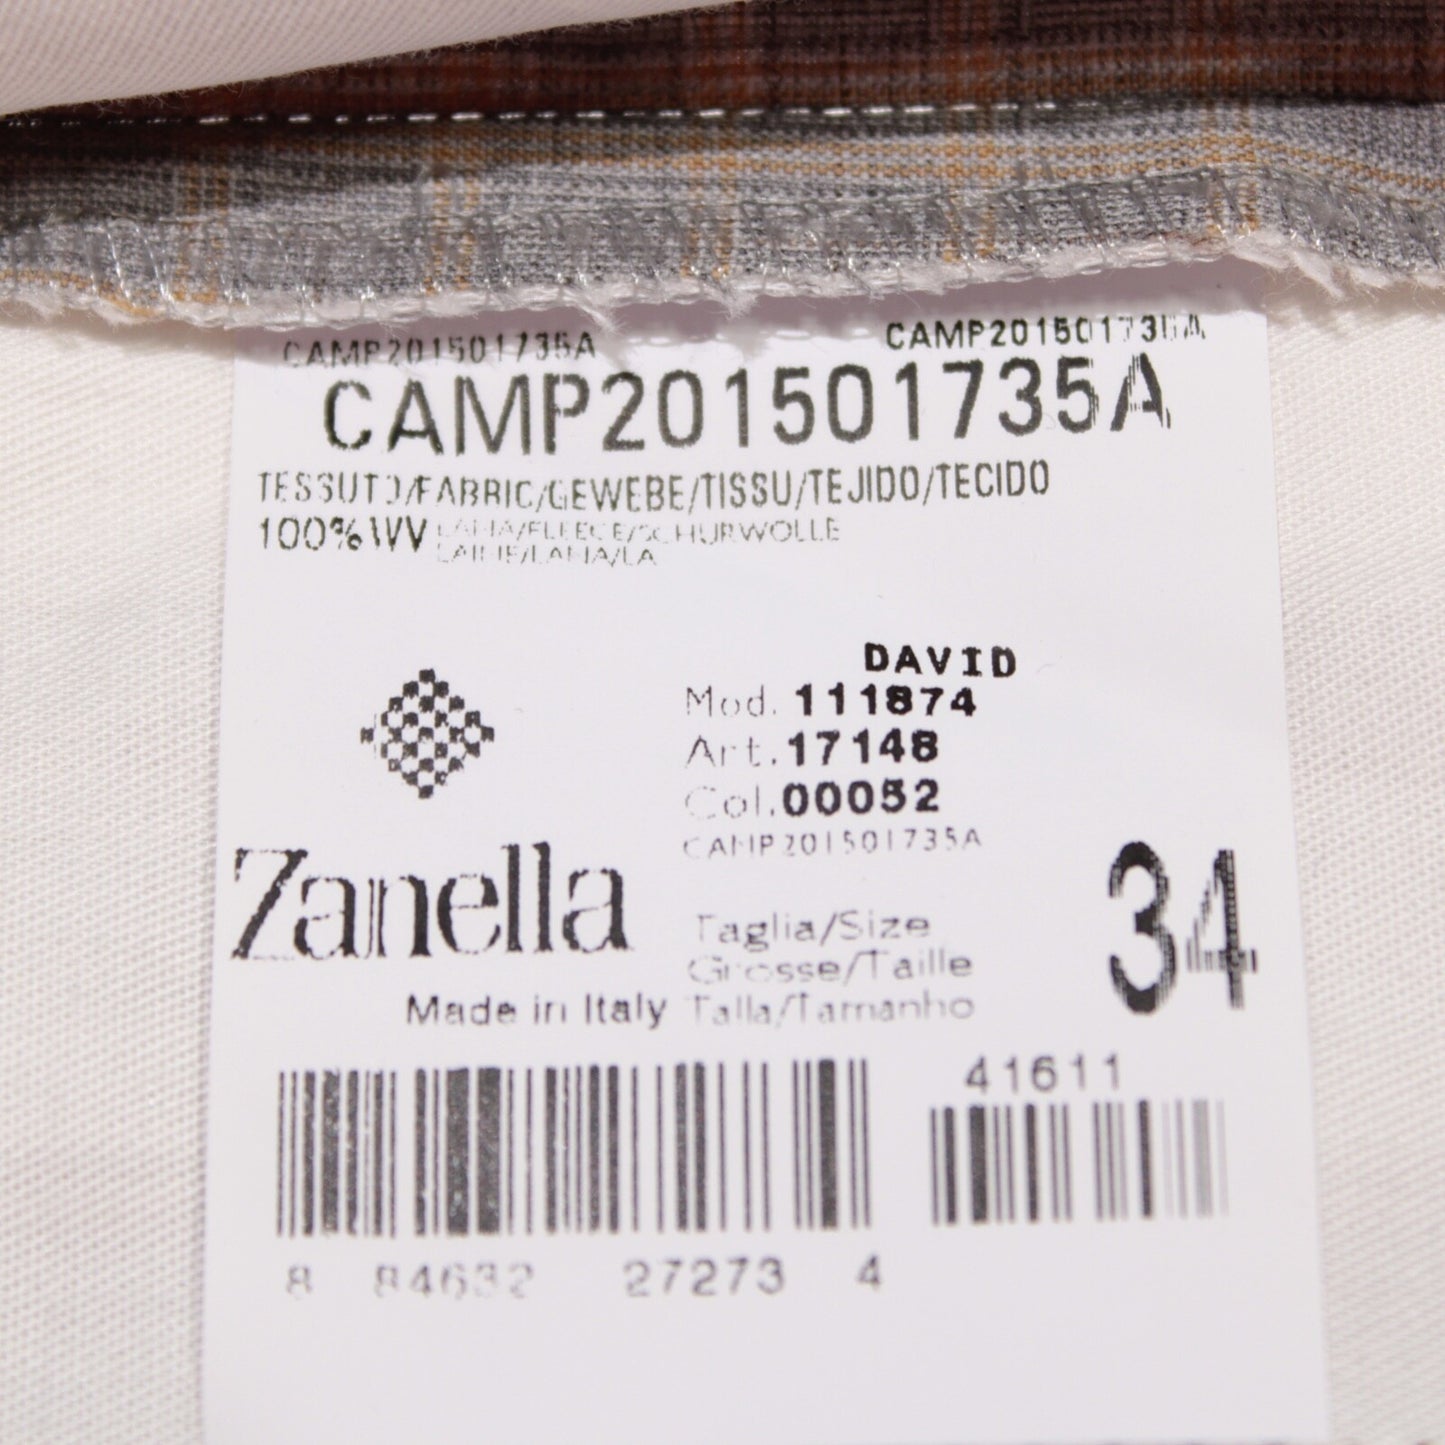 CAMP201501735A
CAMP201501735A
CAMP201501735A
TESSUTO/FABRIC/GEWEBE/TISSU/TEJIDO/TECIDO
100%WV LANA/FLEECE/SCHURWOLLE
LAINE/LANA/LA
DAVID
Mod. 111874
Art. 17148
Col. 00052
CAMP201501735A
Zanella
Made in Italy
Taglia/Size
Grosse/Taille
Talla/Tamanho
34
41611
8 84632 27273 4